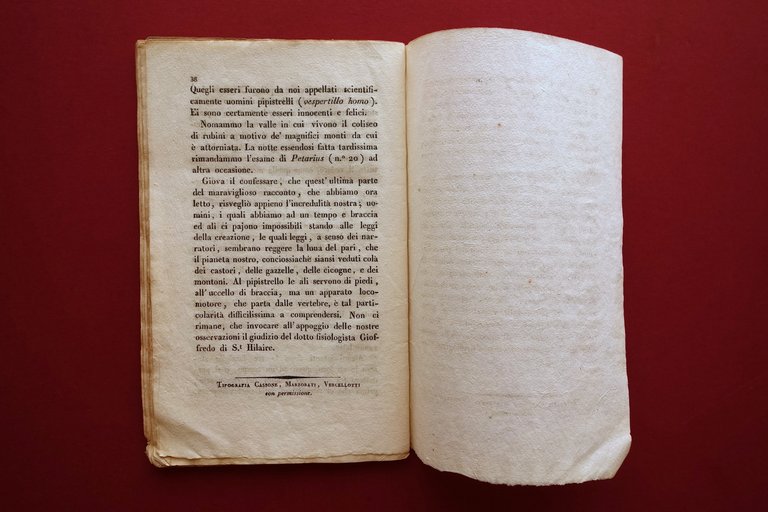 38
Quegli esseri furono da noi appellati scientifi-
camente uomini pipistrelli (vespertillo homo).
Ei sono certamente esseri innocenti e felici.
Nomammo la valle in cui vivono il coliseo
di rubini a motivo de' magnifici monti da cui
è attorniata. La notte essendosi fatta tardissima
rimandammo l'esame di Petarius (n.º 20) ad
altra occasione.
Giova il confessare, che quest'ultima parte
del maraviglioso racconto, che abbiamo ora
letto, risvegliò appieno l'incredulità nostra; uo-
mini, i quali abbiamo ad un tempo e braccia
ed ali ci pajono impossibili stando alle leggi
della creazione, le quali leggi, a senso dei nar-
ratori, sembrano reggere la luna del pari, che
il pianeta nostro, conciossiachè siansi veduti cola
dei castori, delle gazzelle, delle cicogne, e dei
montoni. Al pipistrello le ali servono di piedi,
all'uccello di braccia, ma un apparato loco-
motore, che parta dalle vertebre, è tal parti-
colarità difficilissima a comprendersi. Non ci
rimane, che invocare all'appoggio delle nostre
osservazioni il giudizio del dotto fisiologista Giof-
fredo di S.t Hilaire.
Tipografia Cassone, Marzorati, Vercellotti
con permissione.